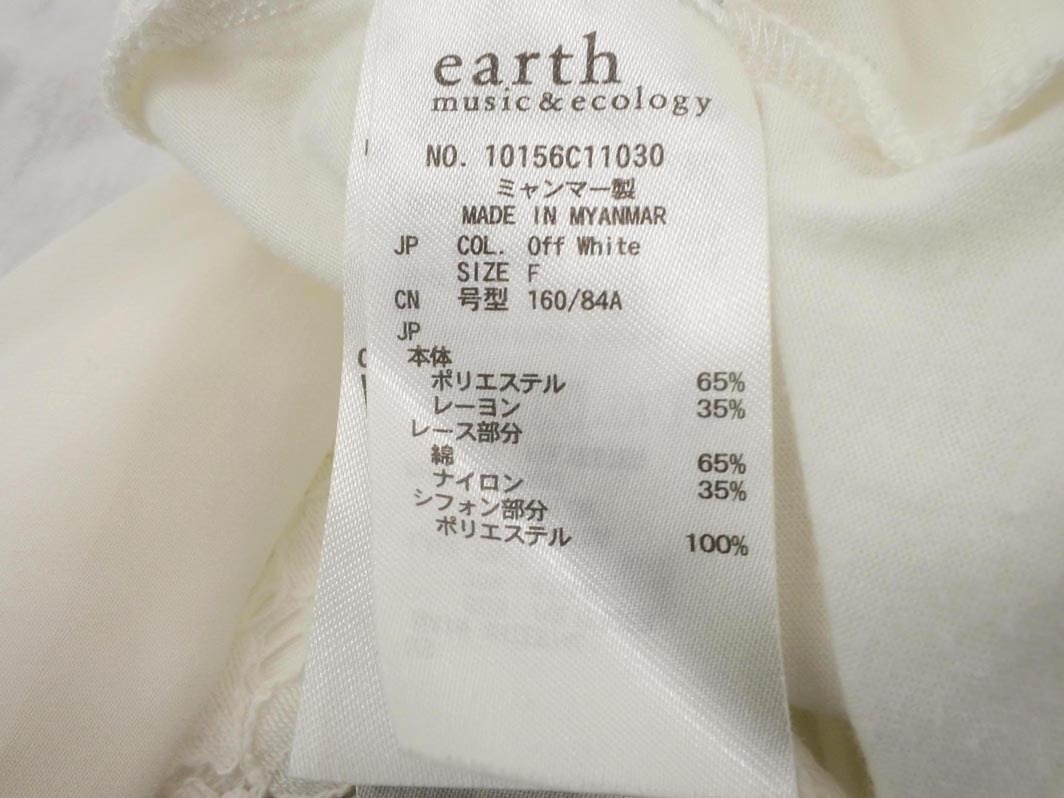 earth
music & ecology
NO. 10156C11030
ミャンマー製
MADE IN MYANMAR
JP COL. Off White
SIZE F
CN 号型 160/84A
JP
本体
ポリエステル 65%
レーヨン 35%
レース部分
綿 65%
ナイロン 35%
シフォン部分
ポリエステル 100%